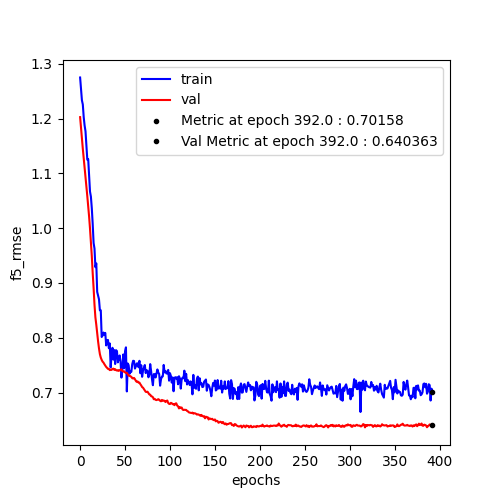 1.3
1.2
1.1
1.0
0.9
0.8
0.7
f5_rmse
train
val
Metric at epoch 392.0 : 0.70158
Val Metric at epoch 392.0 : 0.640363
0 50 100 150 200 250 300 350 400
epochs